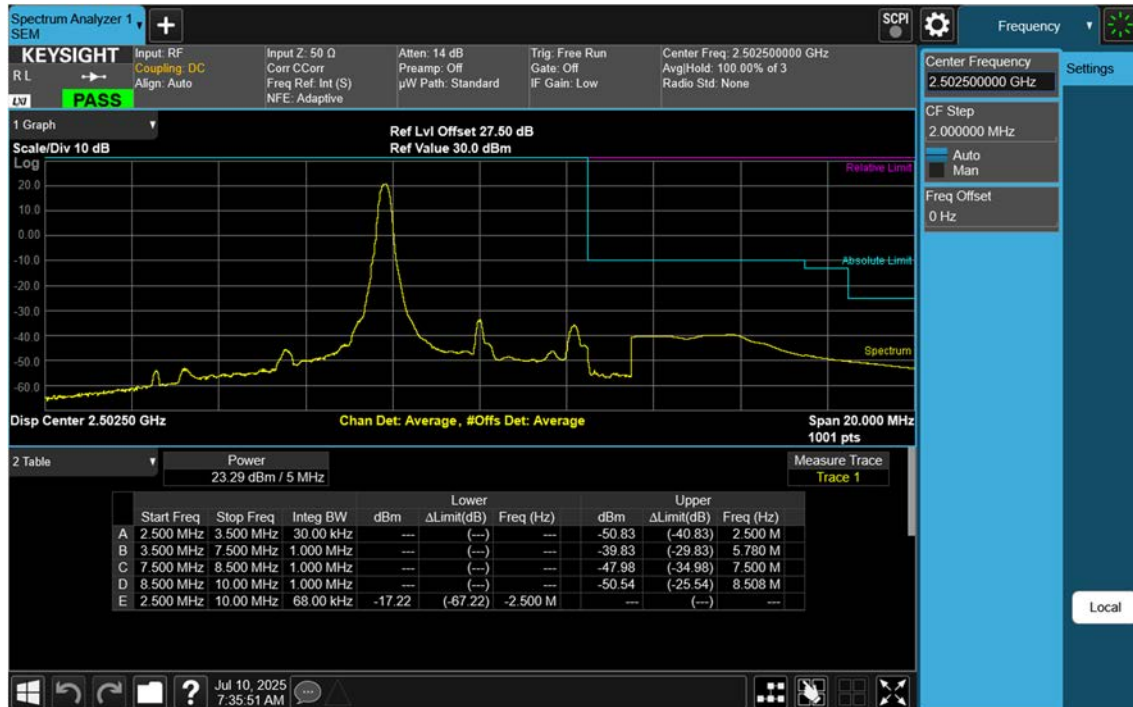 Spectrum Analyzer 1
SEM
SCPI
Frequency
KEYSIGHT
R L
LXI
PASS
Input: RF
Coupling: DC
Align: Auto
Input Z: 50 Ω
Corr CCorr
Freq Ref: Int (S)
NFE: Adaptive
Atten: 14 dB
Preamp: Off
µW Path: Standard
Trig: Free Run
Gate: Off
IF Gain: Low
Center Freq: 2.502500000 GHz
Avg|Hold: 100.00% of 3
Radio Std: None
Center Frequency
2.502500000 GHz
Settings
CF Step
2.000000 MHz
Auto
Man
Freq Offset
0 Hz
Local
1 Graph
Scale/Div 10 dB
Ref Lvl Offset 27.50 dB
Ref Value 30.0 dBm
Log
Relative Limit
20.0
10.0
0.00
-10.0
Absolute Limit
-20.0
-30.0
-40.0
-50.0
Spectrum
-60.0
Disp Center 2.50250 GHz
Chan Det: Average, #Offs Det: Average
Span 20.000 MHz
1001 pts
2 Table
Power
23.29 dBm / 5 MHz
Measure Trace
Trace 1
Lower Upper
Start Freq Stop Freq Integ BW dBm ΔLimit(dB) Freq (Hz) dBm ΔLimit(dB) Freq (Hz)
A 2.500 MHz 3.500 MHz 30.00 kHz --- (---) --- -50.83 (-40.83) 2.500 M
B 3.500 MHz 7.500 MHz 1.000 MHz --- (---) --- -39.83 (-29.83) 5.780 M
C 7.500 MHz 8.500 MHz 1.000 MHz --- (---) --- -47.98 (-34.98) 7.500 M
D 8.500 MHz 10.00 MHz 1.000 MHz --- (---) --- -50.54 (-25.54) 8.508 M
E 2.500 MHz 10.00 MHz 68.00 kHz -17.22 (-67.22) -2.500 M --- (---) ---
Jul 10, 2025
7:35:51 AM